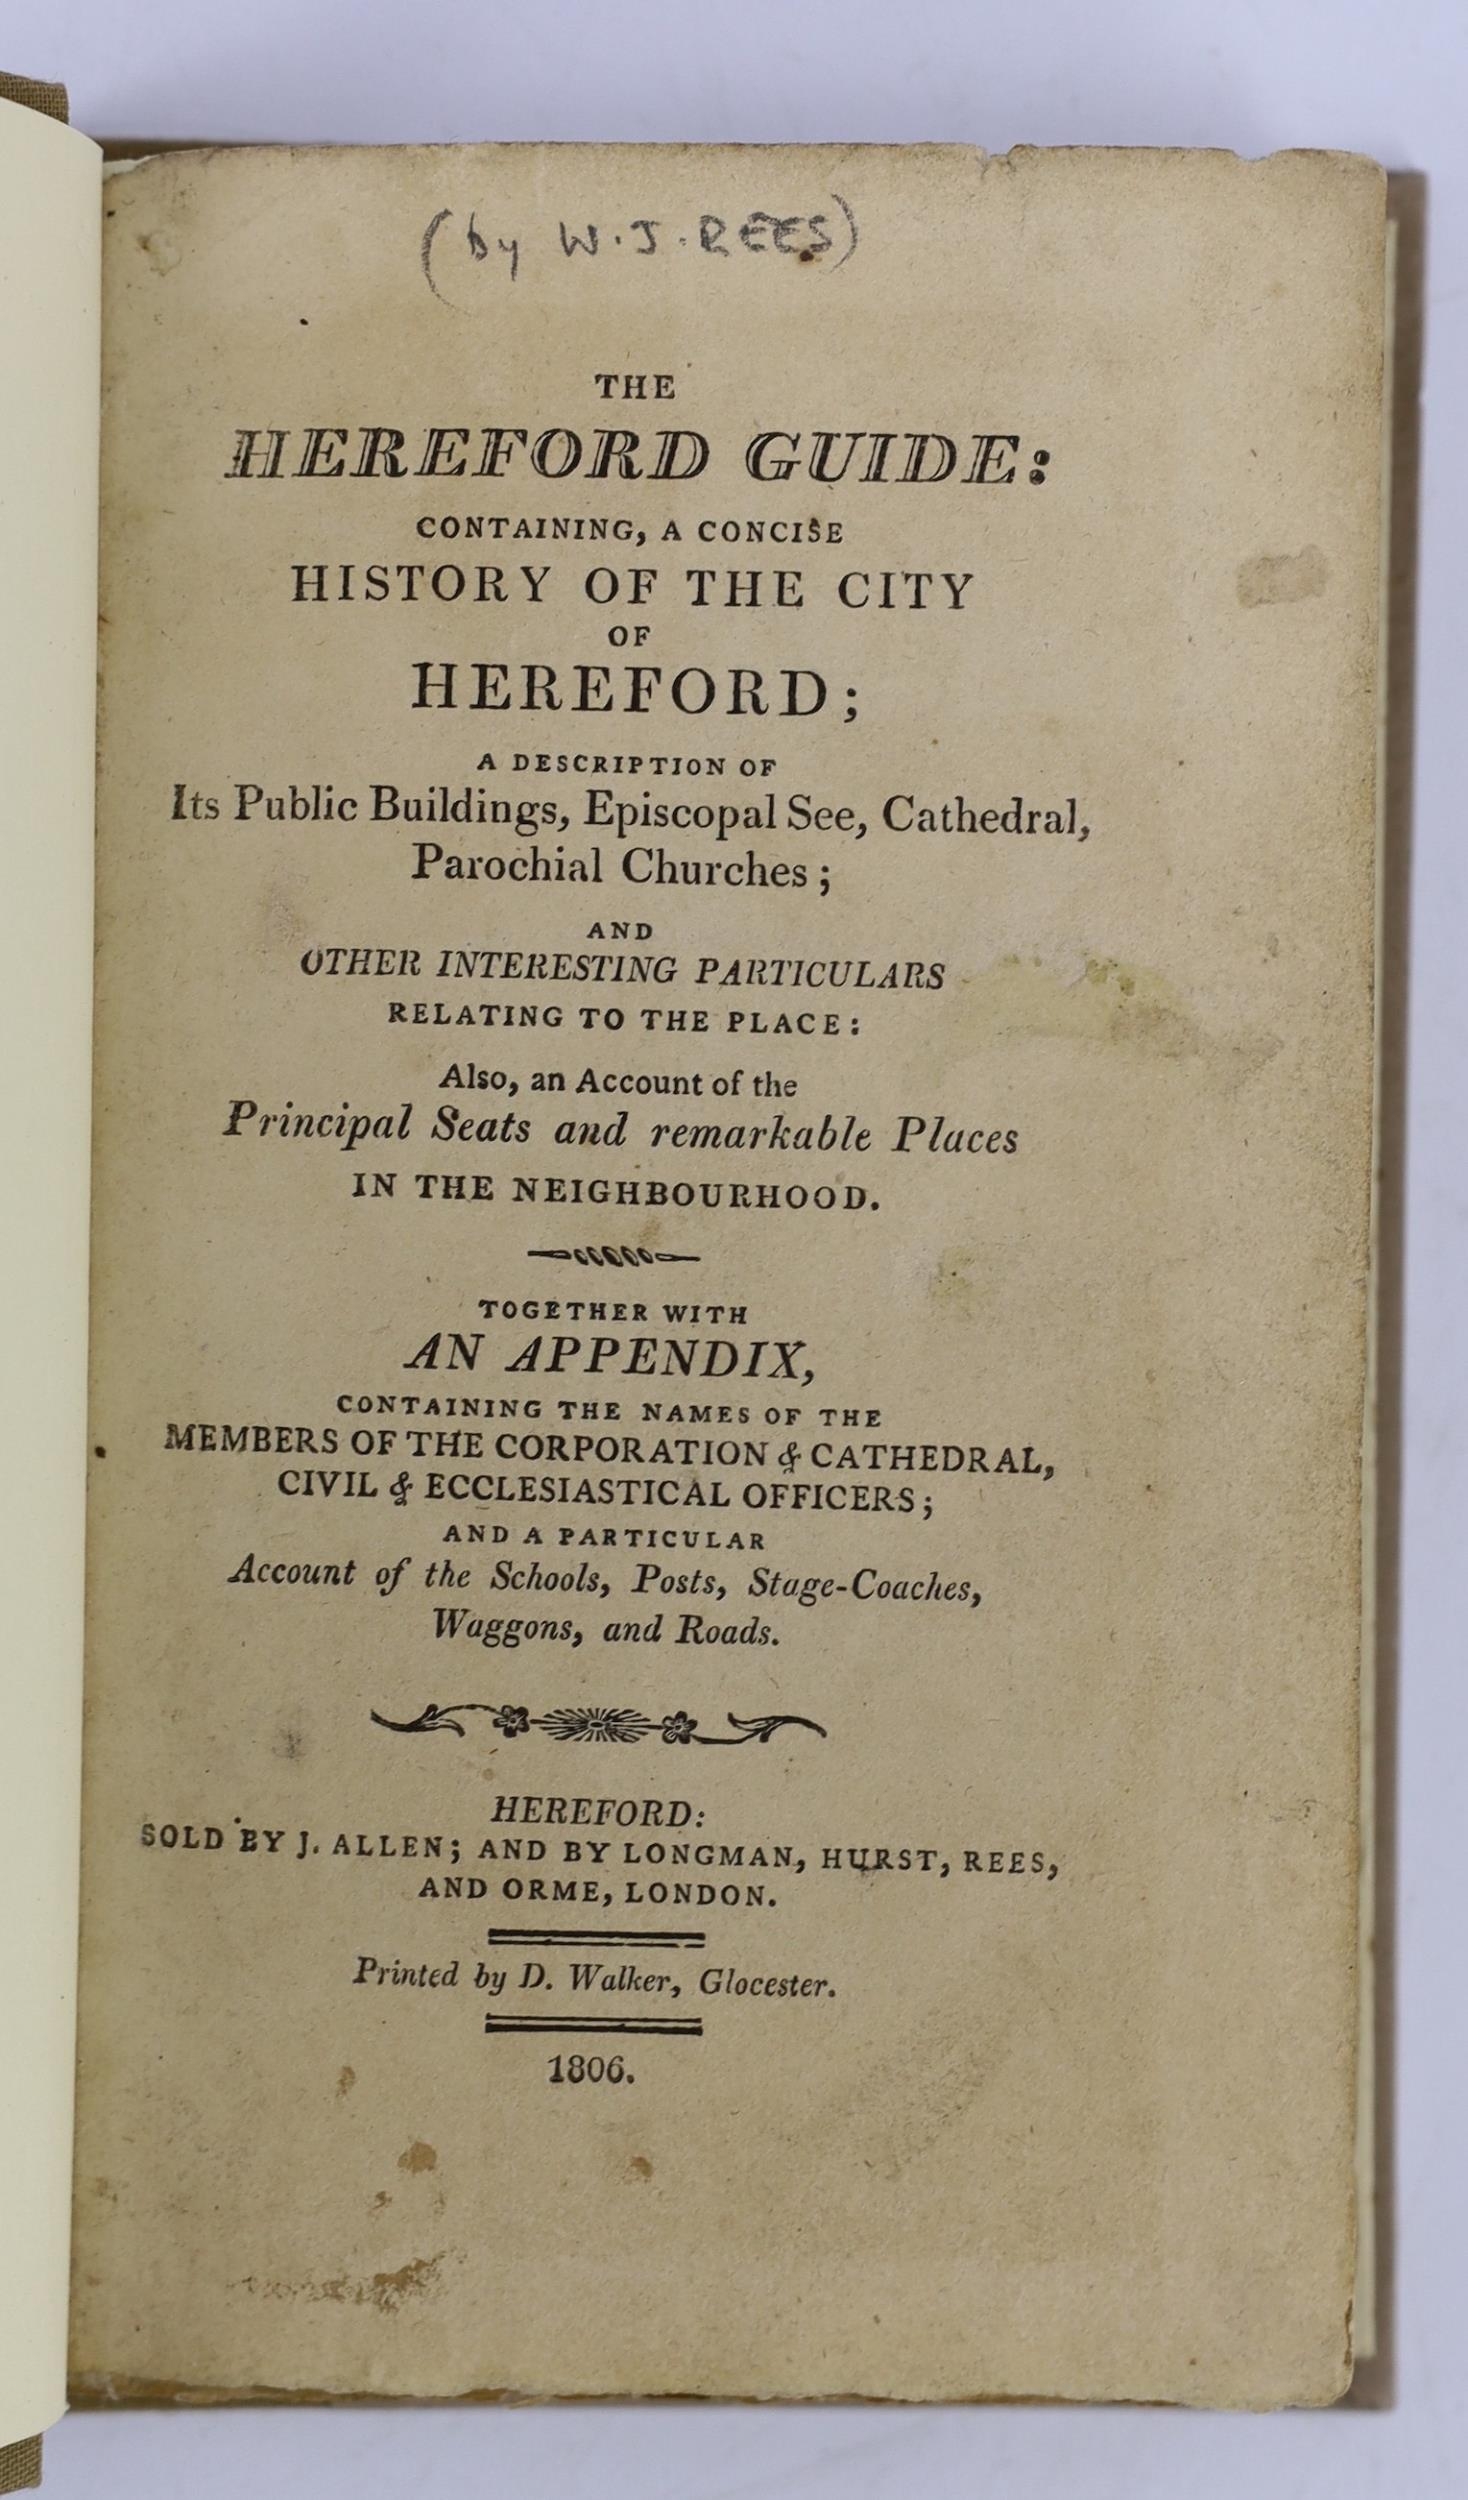 (by W. J. REES)
THE
HEREFORD GUIDE:
CONTAINING, A CONCISE
HISTORY OF THE CITY
OF
HEREFORD;
A DESCRIPTION OF
Its Public Buildings, Episcopal See, Cathedral,
Parochial Churches;
AND
OTHER INTERESTING PARTICULARS
RELATING TO THE PLACE:
Also, an Account of the
Principal Seats and remarkable Places
IN THE NEIGHBOURHOOD.
TOGETHER WITH
AN APPENDIX,
CONTAINING THE NAMES OF THE
MEMBERS OF THE CORPORATION & CATHEDRAL,
CIVIL & ECCLESIASTICAL OFFICERS;
AND A PARTICULAR
Account of the Schools, Posts, Stage-Coaches,
Waggons, and Roads.
HEREFORD:
SOLD BY J. ALLEN; AND BY LONGMAN, HURST, REES,
AND ORME, LONDON.
Printed by D. Walker, Glocester.
1806.